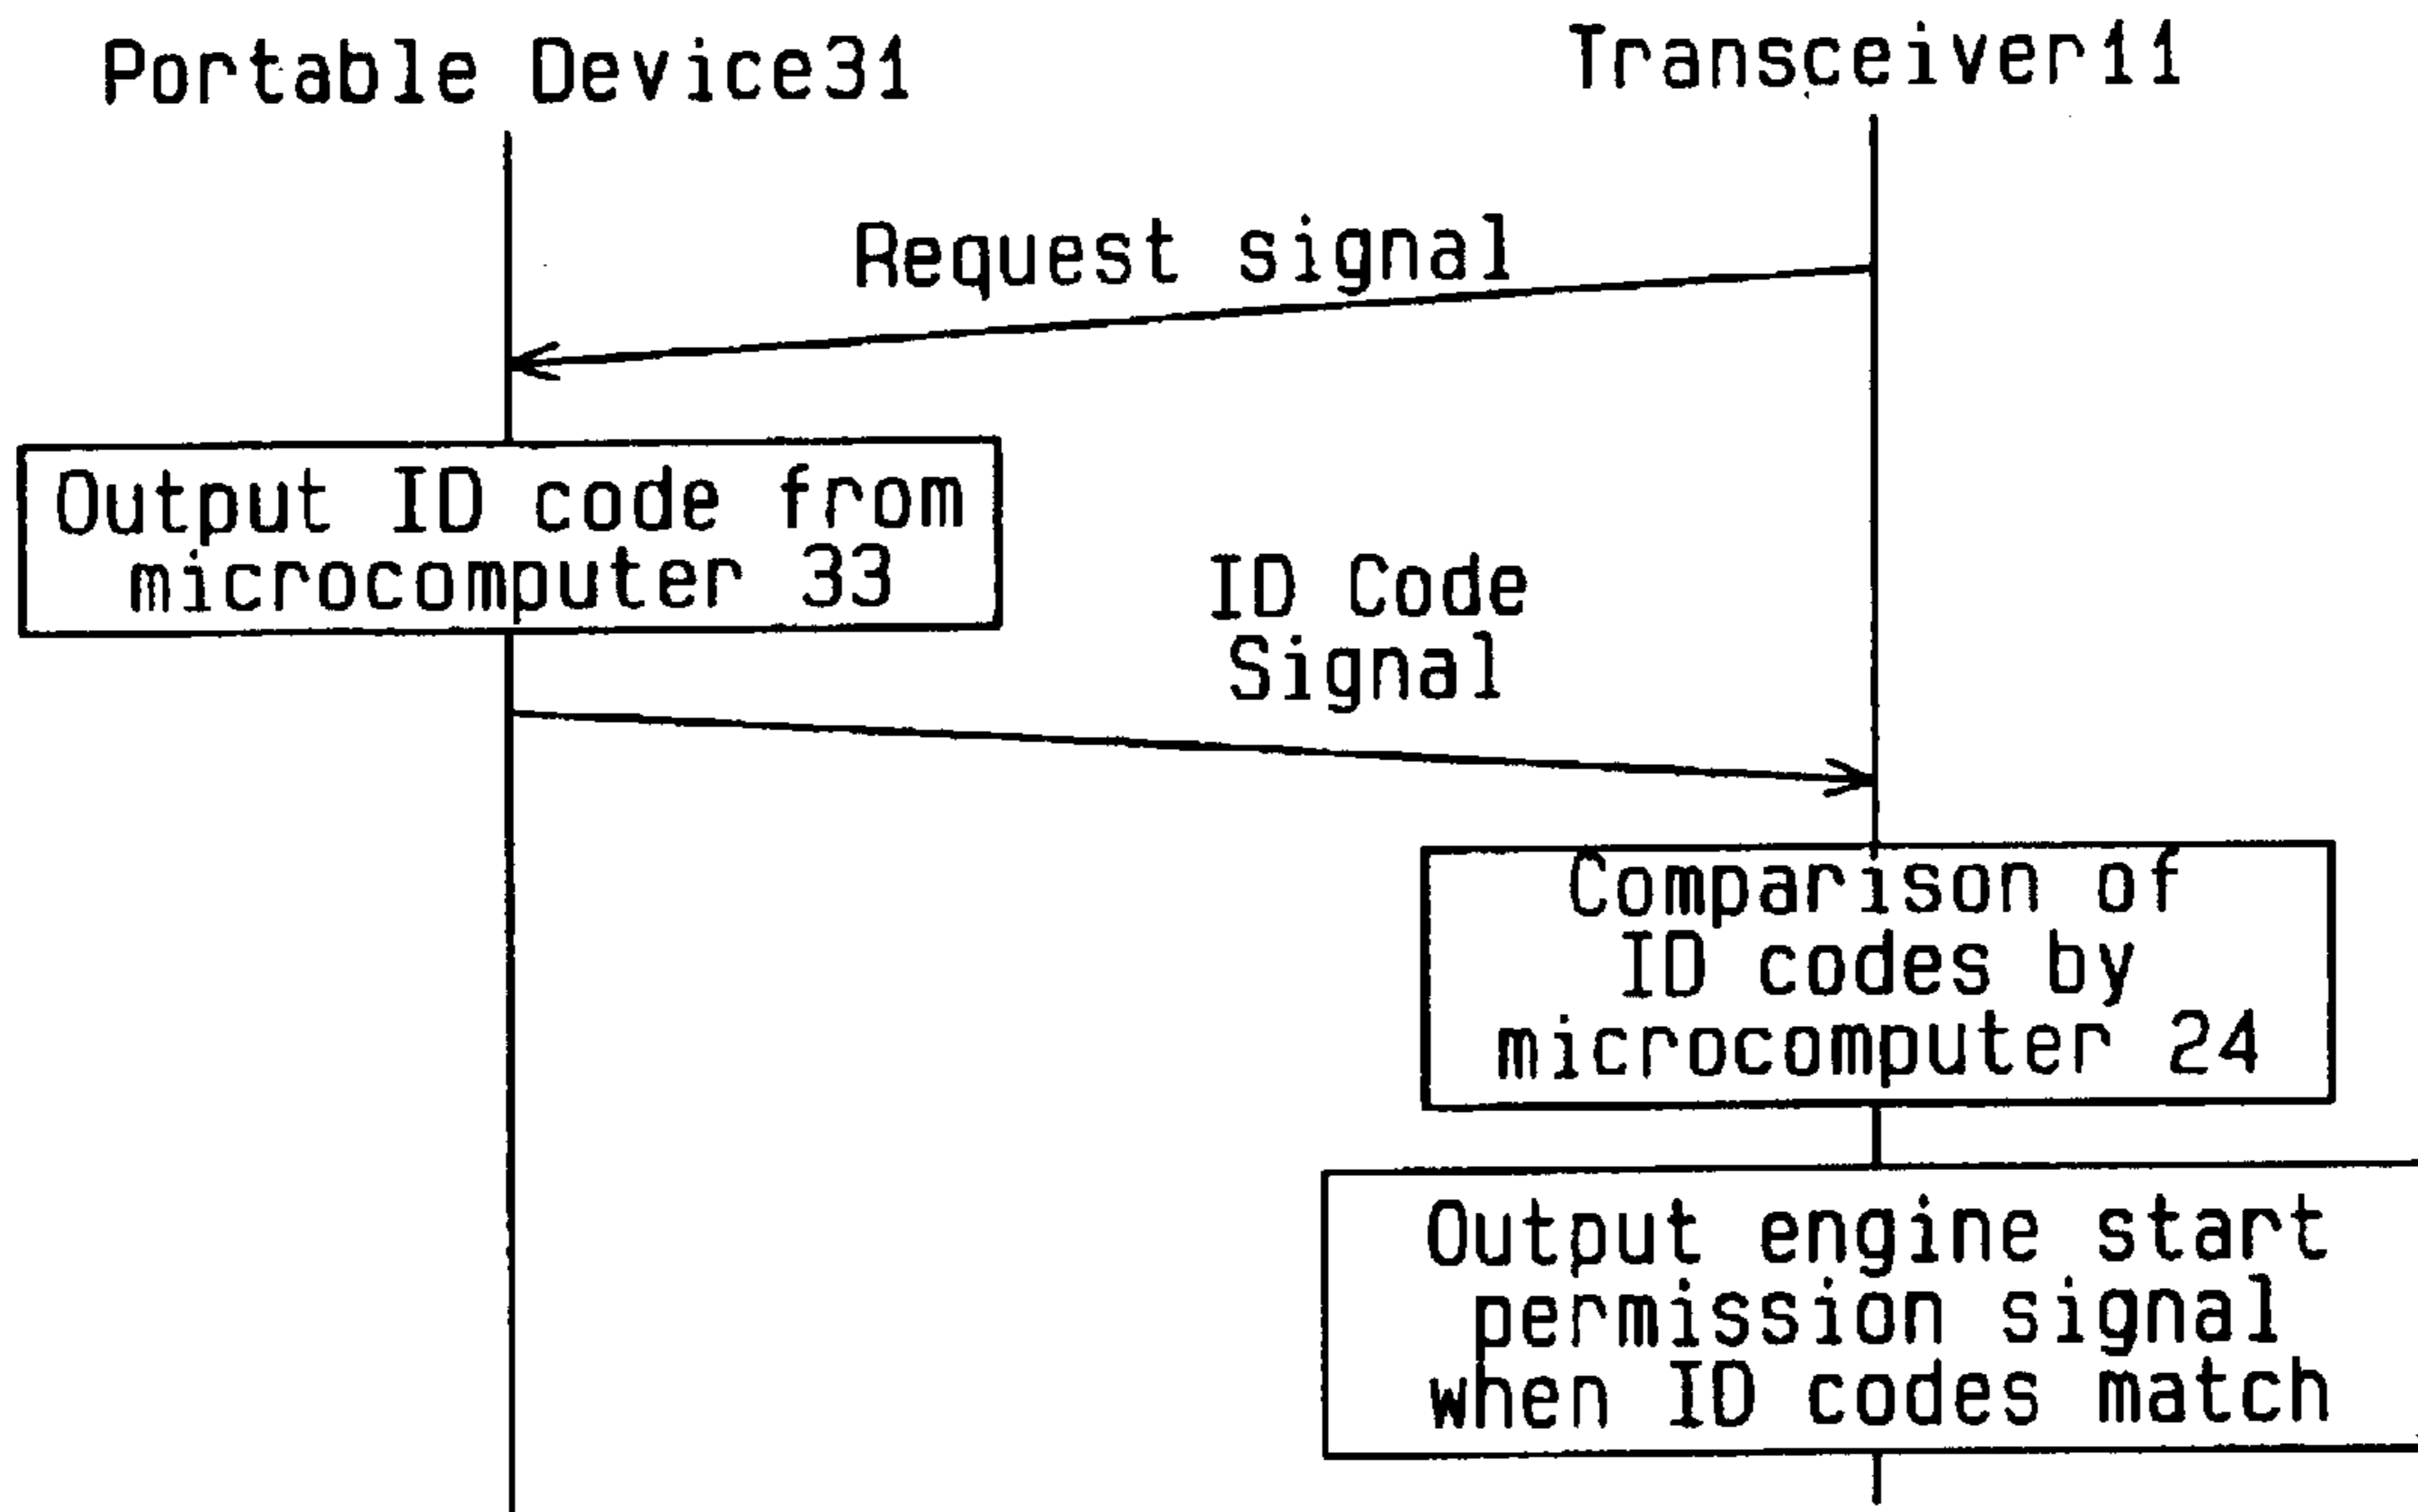 Portable Device31
Transceiver11
Request signal
Output ID code from
microcomputer 33
ID Code
Signal
Comparison of
ID codes by
microcomputer 24
Output engine start
permission signal
when ID codes match